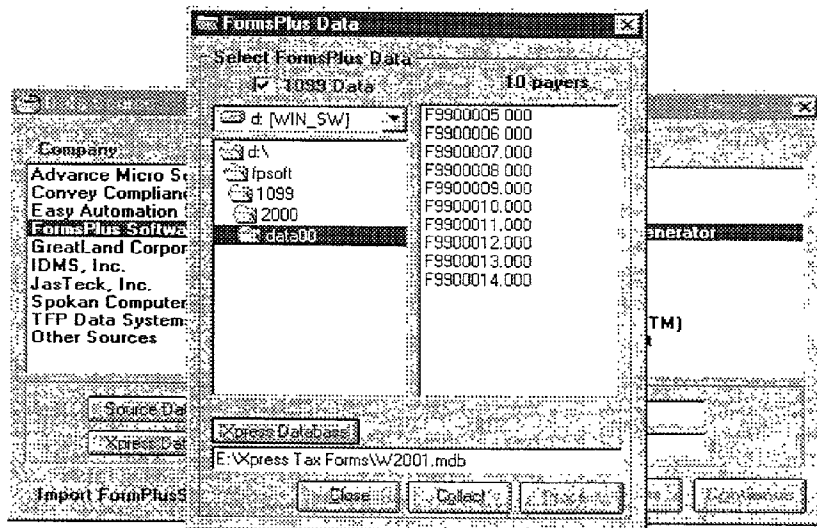 FormsPlus Data
Select FormsPlus Data
1099 Data
10 payers
d: [WIN_SW]
d:\
fpsoft
1099
2000
data00
F9900005.000
F9900006.000
F9900007.000
F9900008.000
F9900009.000
F9900010.000
F9900011.000
F9900012.000
F9900013.000
F9900014.000
Xpress Database
E:\Xpress Tax Forms\W2001.mdb
Close
Collect
Company
Advance Micro S
Convey Complian
Easy Automation
FormsPlus Softwa
GreatLand Corpor
IDMS, Inc.
JasTeck, Inc.
Spokan Computer
TFP Data System
Other Sources
enerator
TM)
Source Da
Xpress Dat
Import FormPlusS